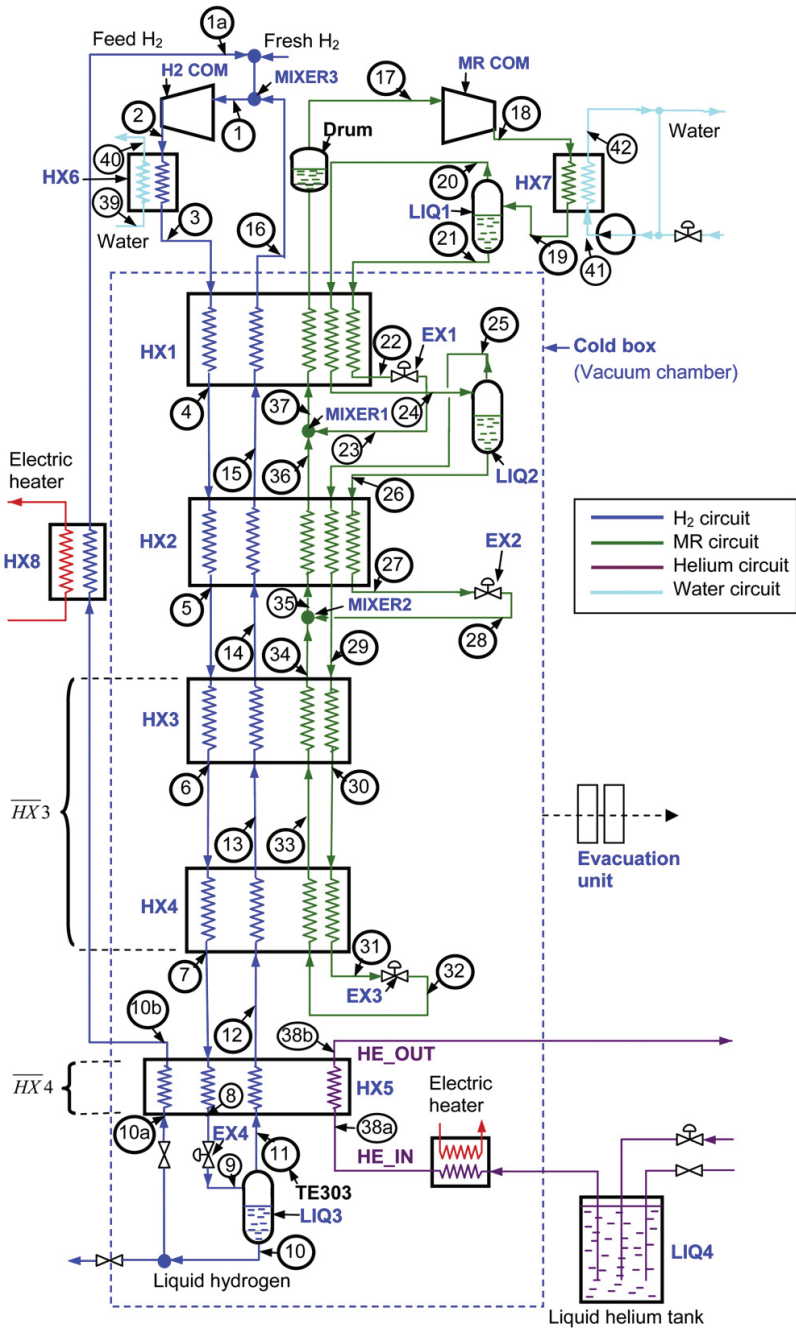 1a
Feed H2
Fresh H2
H2 COM
MIXER3
17
MR COM
2
1
18
Drum
42
Water
40
20
HX6
HX7
LIQ1
39
3
16
21
19
41
Water
25
EX1
HX1
22
Cold box
(Vacuum chamber)
37
24
4
MIXER1
23
Electric
heater
15
36
LIQ2
26
H2 circuit
MR circuit
Helium circuit
Water circuit
HX8
HX2
EX2
27
5
35
MIXER2
28
14
34
29
HX3
6
30
HX3
13
33
Evacuation
unit
HX4
31
7
32
EX3
10b
12
38b
HE_OUT
HX4
HX5
8
Electric
heater
10a
EX4
38a
11
HE_IN
9
TE303
LIQ3
10
LIQ4
Liquid hydrogen
Liquid helium tank